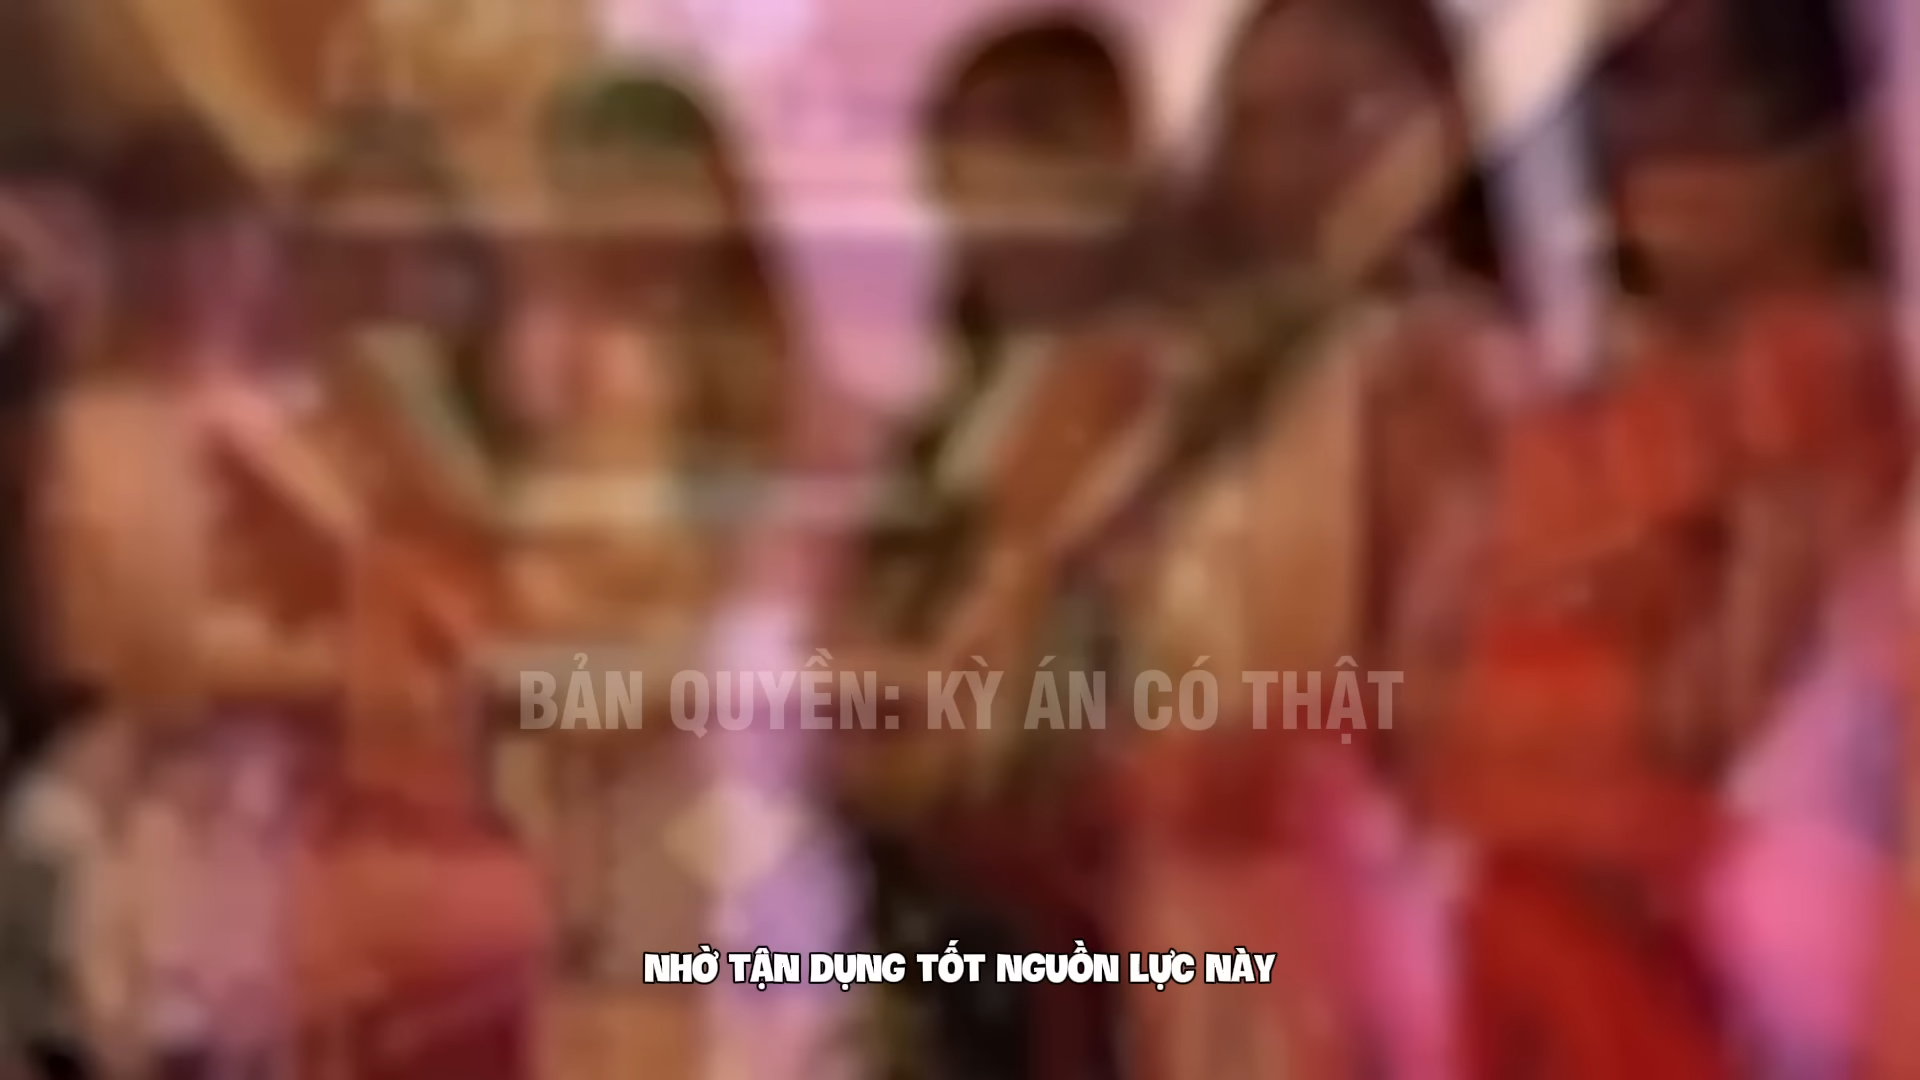 BẢN QUYỀN: KỲ ÁN CÓ THẬT
NHỜ TẬN DỤNG TỐT NGUỒN LỰC NÀY